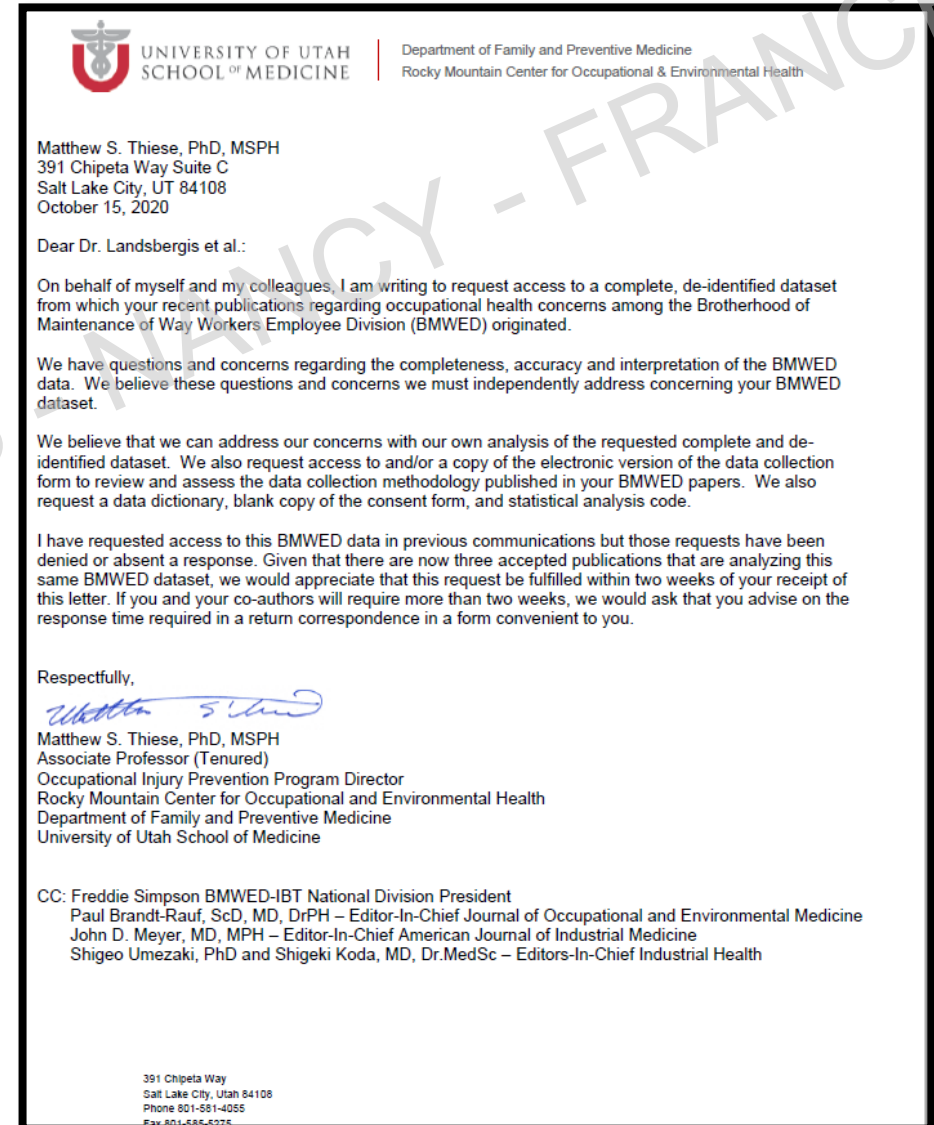 UNIVERSITY OF UTAH
SCHOOL OF MEDICINE
Department of Family and Preventive Medicine
Rocky Mountain Center for Occupational & Environmental Health
Matthew S. Thiese, PhD, MSPH
391 Chipeta Way Suite C
Salt Lake City, UT 84108
October 15, 2020
Dear Dr. Landsbergis et al.:
On behalf of myself and my colleagues, I am writing to request access to a complete, de-identified dataset
from which your recent publications regarding occupational health concerns among the Brotherhood of
Maintenance of Way Workers Employee Division (BMWED) originated.
We have questions and concerns regarding the completeness, accuracy and interpretation of the BMWED
data. We believe these questions and concerns we must independently address concerning your BMWED
dataset.
We believe that we can address our concerns with our own analysis of the requested complete and de-
identified dataset. We also request access to and/or a copy of the electronic version of the data collection
form to review and assess the data collection methodology published in your BMWED papers. We also
request a data dictionary, blank copy of the consent form, and statistical analysis code.
I have requested access to this BMWED data in previous communications but those requests have been
denied or absent a response. Given that there are now three accepted publications that are analyzing this
same BMWED dataset, we would appreciate that this request be fulfilled within two weeks of your receipt of
this letter. If you and your co-authors will require more than two weeks, we would ask that you advise on the
response time required in a return correspondence in a form convenient to you.
Respectfully,
Matthew S. Thiese, PhD, MSPH
Associate Professor (Tenured)
Occupational Injury Prevention Program Director
Rocky Mountain Center for Occupational and Environmental Health
Department of Family and Preventive Medicine
University of Utah School of Medicine
CC: Freddie Simpson BMWED-IBT National Division President
Paul Brandt-Rauf, ScD, MD, DrPH – Editor-In-Chief Journal of Occupational and Environmental Medicine
John D. Meyer, MD, MPH – Editor-In-Chief American Journal of Industrial Medicine
Shigeo Umezaki, PhD and Shigeki Koda, MD, Dr.MedSc – Editors-In-Chief Industrial Health
391 Chipeta Way
Salt Lake City, Utah 84108
Phone 801-581-4055
Fax 801-585-5275
- NANCY - FRANC